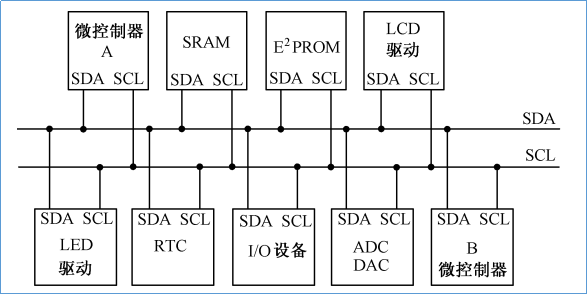 微控制器
A
SDA SCL
SRAM
SDA SCL
E²PROM
SDA SCL
LCD
驱动
SDA SCL
SDA
SCL
SDA SCL
LED
驱动
SDA SCL
RTC
SDA SCL
I/O 设备
SDA SCL
ADC
DAC
SDA SCL
B
微控制器